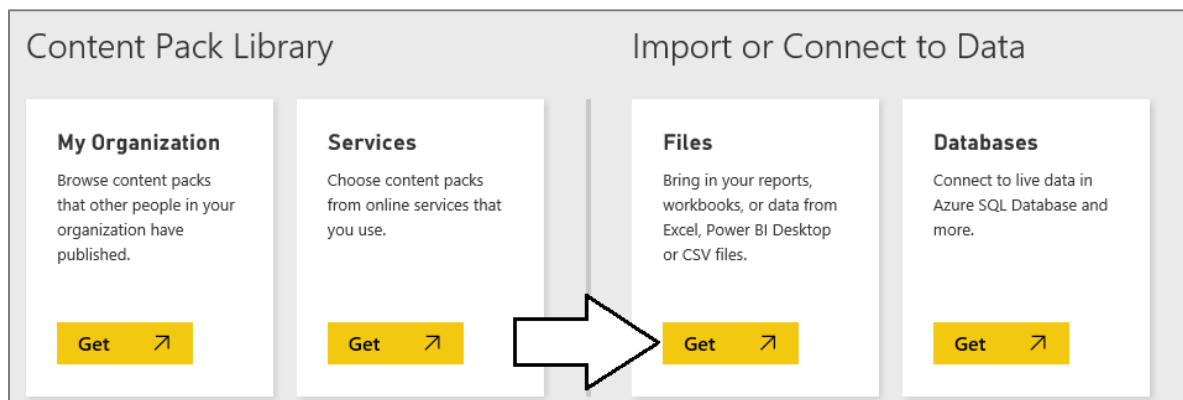 Content Pack Library
Import or Connect to Data
My Organization
Browse content packs
that other people in your
organization have
published.
Get
Services
Choose content packs
from online services that
you use.
Get
Files
Bring in your reports,
workbooks, or data from
Excel, Power BI Desktop
or CSV files.
Get
Databases
Connect to live data in
Azure SQL Database and
more.
Get